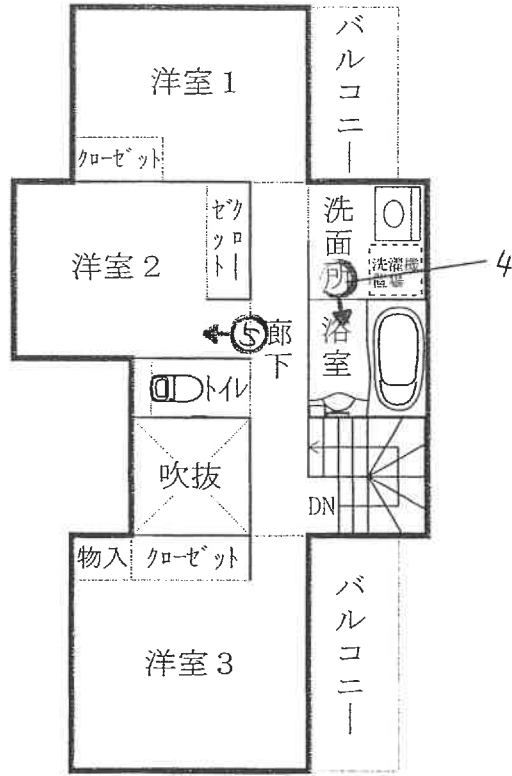 洋室1
バルコニー
クローゼット
クローゼット
洗面所
洗濯機置場
4
洋室2
5
廊下
浴室
トイレ
吹抜
DN
物入
クローゼット
洋室3
バルコニー